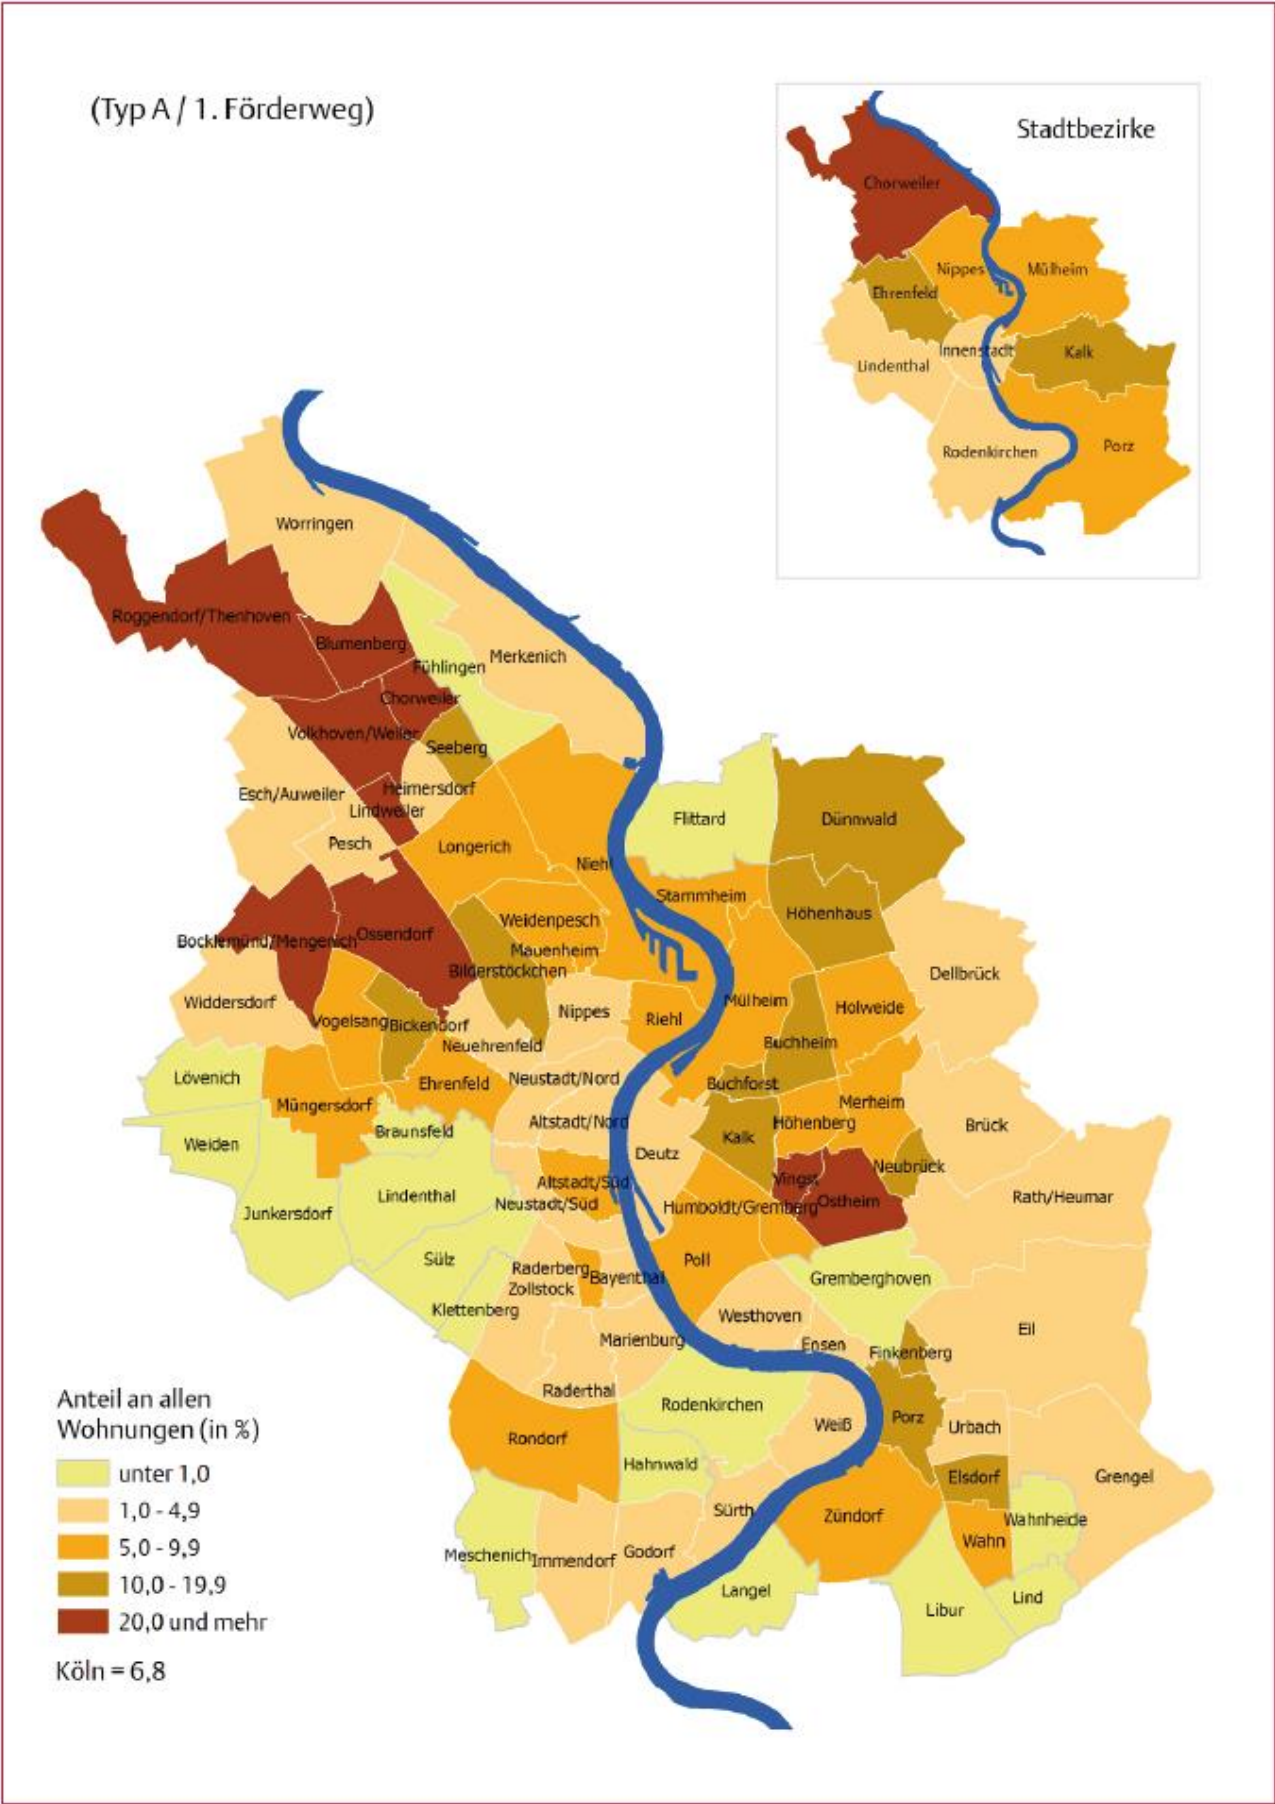 (Typ A / 1. Förderweg)
Stadtbezirke
Chorweiler
Nippes
Mülheim
Ehrenfeld
Innenstadt
Kalk
Lindenthal
Rodenkirchen
Porz
Worringen
Roggendorf/Thenhoven
Blumenberg
Fühlingen
Merkenich
Chorweiler
Volkhoven/Weiler
Seeberg
Esch/Auweiler
Heimersdorf
Lindweiler
Pesch
Longerich
Niehl
Flittard
Dünnwald
Stammheim
Höhenhaus
Weidenpesch
Bocklemünd/Mengenich
Ossendorf
Mauenheim
Bilderstöckchen
Dellbrück
Widdersdorf
Nippes
Riehl
Mülheim
Holweide
Vogelsang
Bickendorf
Neuehrenfeld
Buchheim
Lövenich
Ehrenfeld
Neustadt/Nord
Buchforst
Müngersdorf
Merheim
Altstadt/Nord
Höhenberg
Brück
Weiden
Braunsfeld
Kalk
Deutz
Neubrück
Vingst
Altstadt/Süd
Lindenthal
Neustadt/Süd
Ostheim
Rath/Heumar
Junkersdorf
Humboldt/Gremberg
Sülz
Poll
Raderberg
Bayenthal
Zollstock
Gremberghoven
Klettenberg
Westhoven
Marienburg
Ensen
Eil
Finkenberg
Raderthal
Rodenkirchen
Weiß
Porz
Urbach
Rondorf
Hahnwald
Elsdorf
Grengel
Sürth
Zündorf
Wahnheide
Wahn
Meschenich
Immendorf
Godorf
Langel
Libur
Lind
Anteil an allen
Wohnungen (in %)
unter 1,0
1,0 - 4,9
5,0 - 9,9
10,0 - 19,9
20,0 und mehr
Köln = 6,8